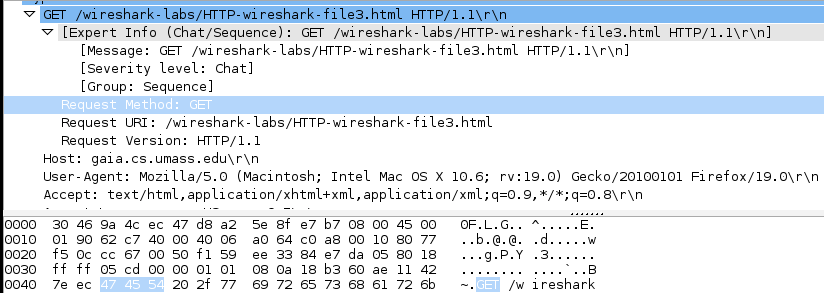 GET /wireshark-labs/HTTP-wireshark-file3.html HTTP/1.1\r\n
[Expert Info (Chat/Sequence): GET /wireshark-labs/HTTP-wireshark-file3.html HTTP/1.1\r\n]
[Message: GET /wireshark-labs/HTTP-wireshark-file3.html HTTP/1.1\r\n]
[Severity level: Chat]
[Group: Sequence]
Request Method: GET
Request URI: /wireshark-labs/HTTP-wireshark-file3.html
Request Version: HTTP/1.1
Host: gaia.cs.umass.edu\r\n
User-Agent: Mozilla/5.0 (Macintosh; Intel Mac OS X 10.6; rv:19.0) Gecko/20100101 Firefox/19.0\r\n
Accept: text/html,application/xhtml+xml,application/xml;q=0.9,*/*;q=0.8\r\n
0000 30 46 9a 4c ec 47 d8 a2 5e 8f e7 b7 08 00 45 00 0F.L.G.. ^.....E.
0010 01 90 62 c7 40 00 40 06 a0 64 c0 a8 00 10 80 77 ..b.@.@. .d.....w
0020 f5 0c cc 67 00 50 f1 59 ee 33 84 e7 da 05 80 18 ...g.P.Y .3......
0030 ff ff 05 cd 00 00 01 01 08 0a 18 b3 60 ae 11 42 ........ ....`..B
0040 7e ec 47 45 54 20 2f 77 69 72 65 73 68 61 72 6b ~.GET /w ireshark